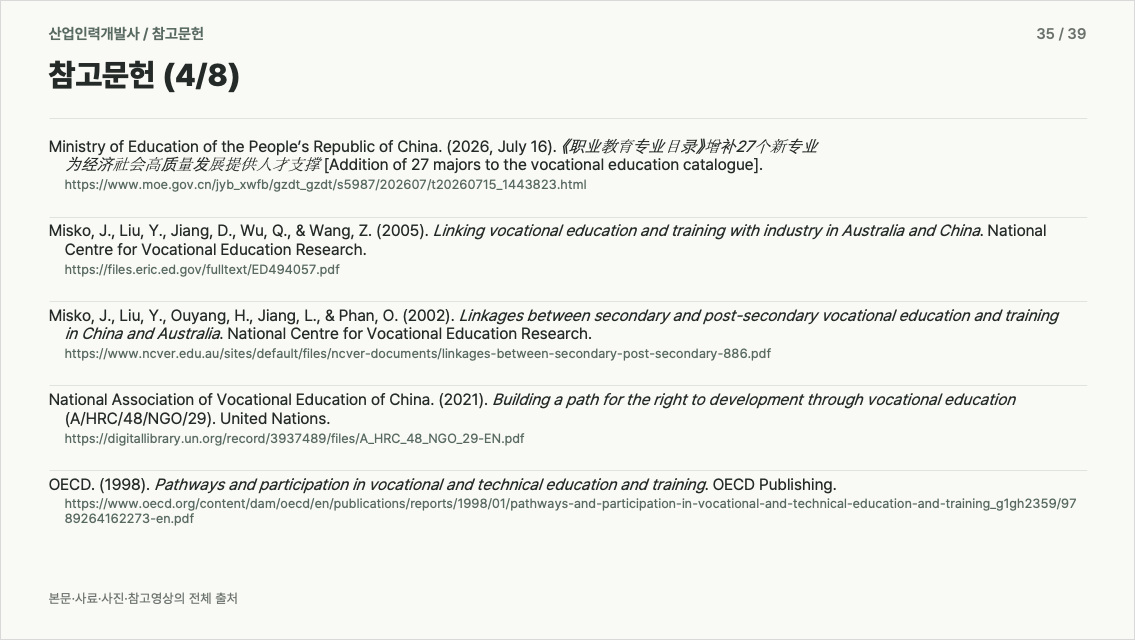 산업인력개발사 / 참고문헌
35 / 39
참고문헌 (4/8)
Ministry of Education of the People’s Republic of China. (2026, July 16). 《职业教育专业目录》增补27个新专业
为经济社会高质量发展提供人才支撑 [Addition of 27 majors to the vocational education catalogue].
https://www.moe.gov.cn/jyb_xwfb/gzdt_gzdt/s5987/202607/t20260715_1443823.html
Misko, J., Liu, Y., Jiang, D., Wu, Q., & Wang, Z. (2005). Linking vocational education and training with industry in Australia and China. National
Centre for Vocational Education Research.
https://files.eric.ed.gov/fulltext/ED494057.pdf
Misko, J., Liu, Y., Ouyang, H., Jiang, L., & Phan, O. (2002). Linkages between secondary and post-secondary vocational education and training
in China and Australia. National Centre for Vocational Education Research.
https://www.ncver.edu.au/sites/default/files/ncver-documents/linkages-between-secondary-post-secondary-886.pdf
National Association of Vocational Education of China. (2021). Building a path for the right to development through vocational education
(A/HRC/48/NGO/29). United Nations.
https://digitallibrary.un.org/record/3937489/files/A_HRC_48_NGO_29-EN.pdf
OECD. (1998). Pathways and participation in vocational and technical education and training. OECD Publishing.
https://www.oecd.org/content/dam/oecd/en/publications/reports/1998/01/pathways-and-participation-in-vocational-and-technical-education-and-training_g1gh2359/97
89264162273-en.pdf
본문·사료·사진·참고영상의 전체 출처